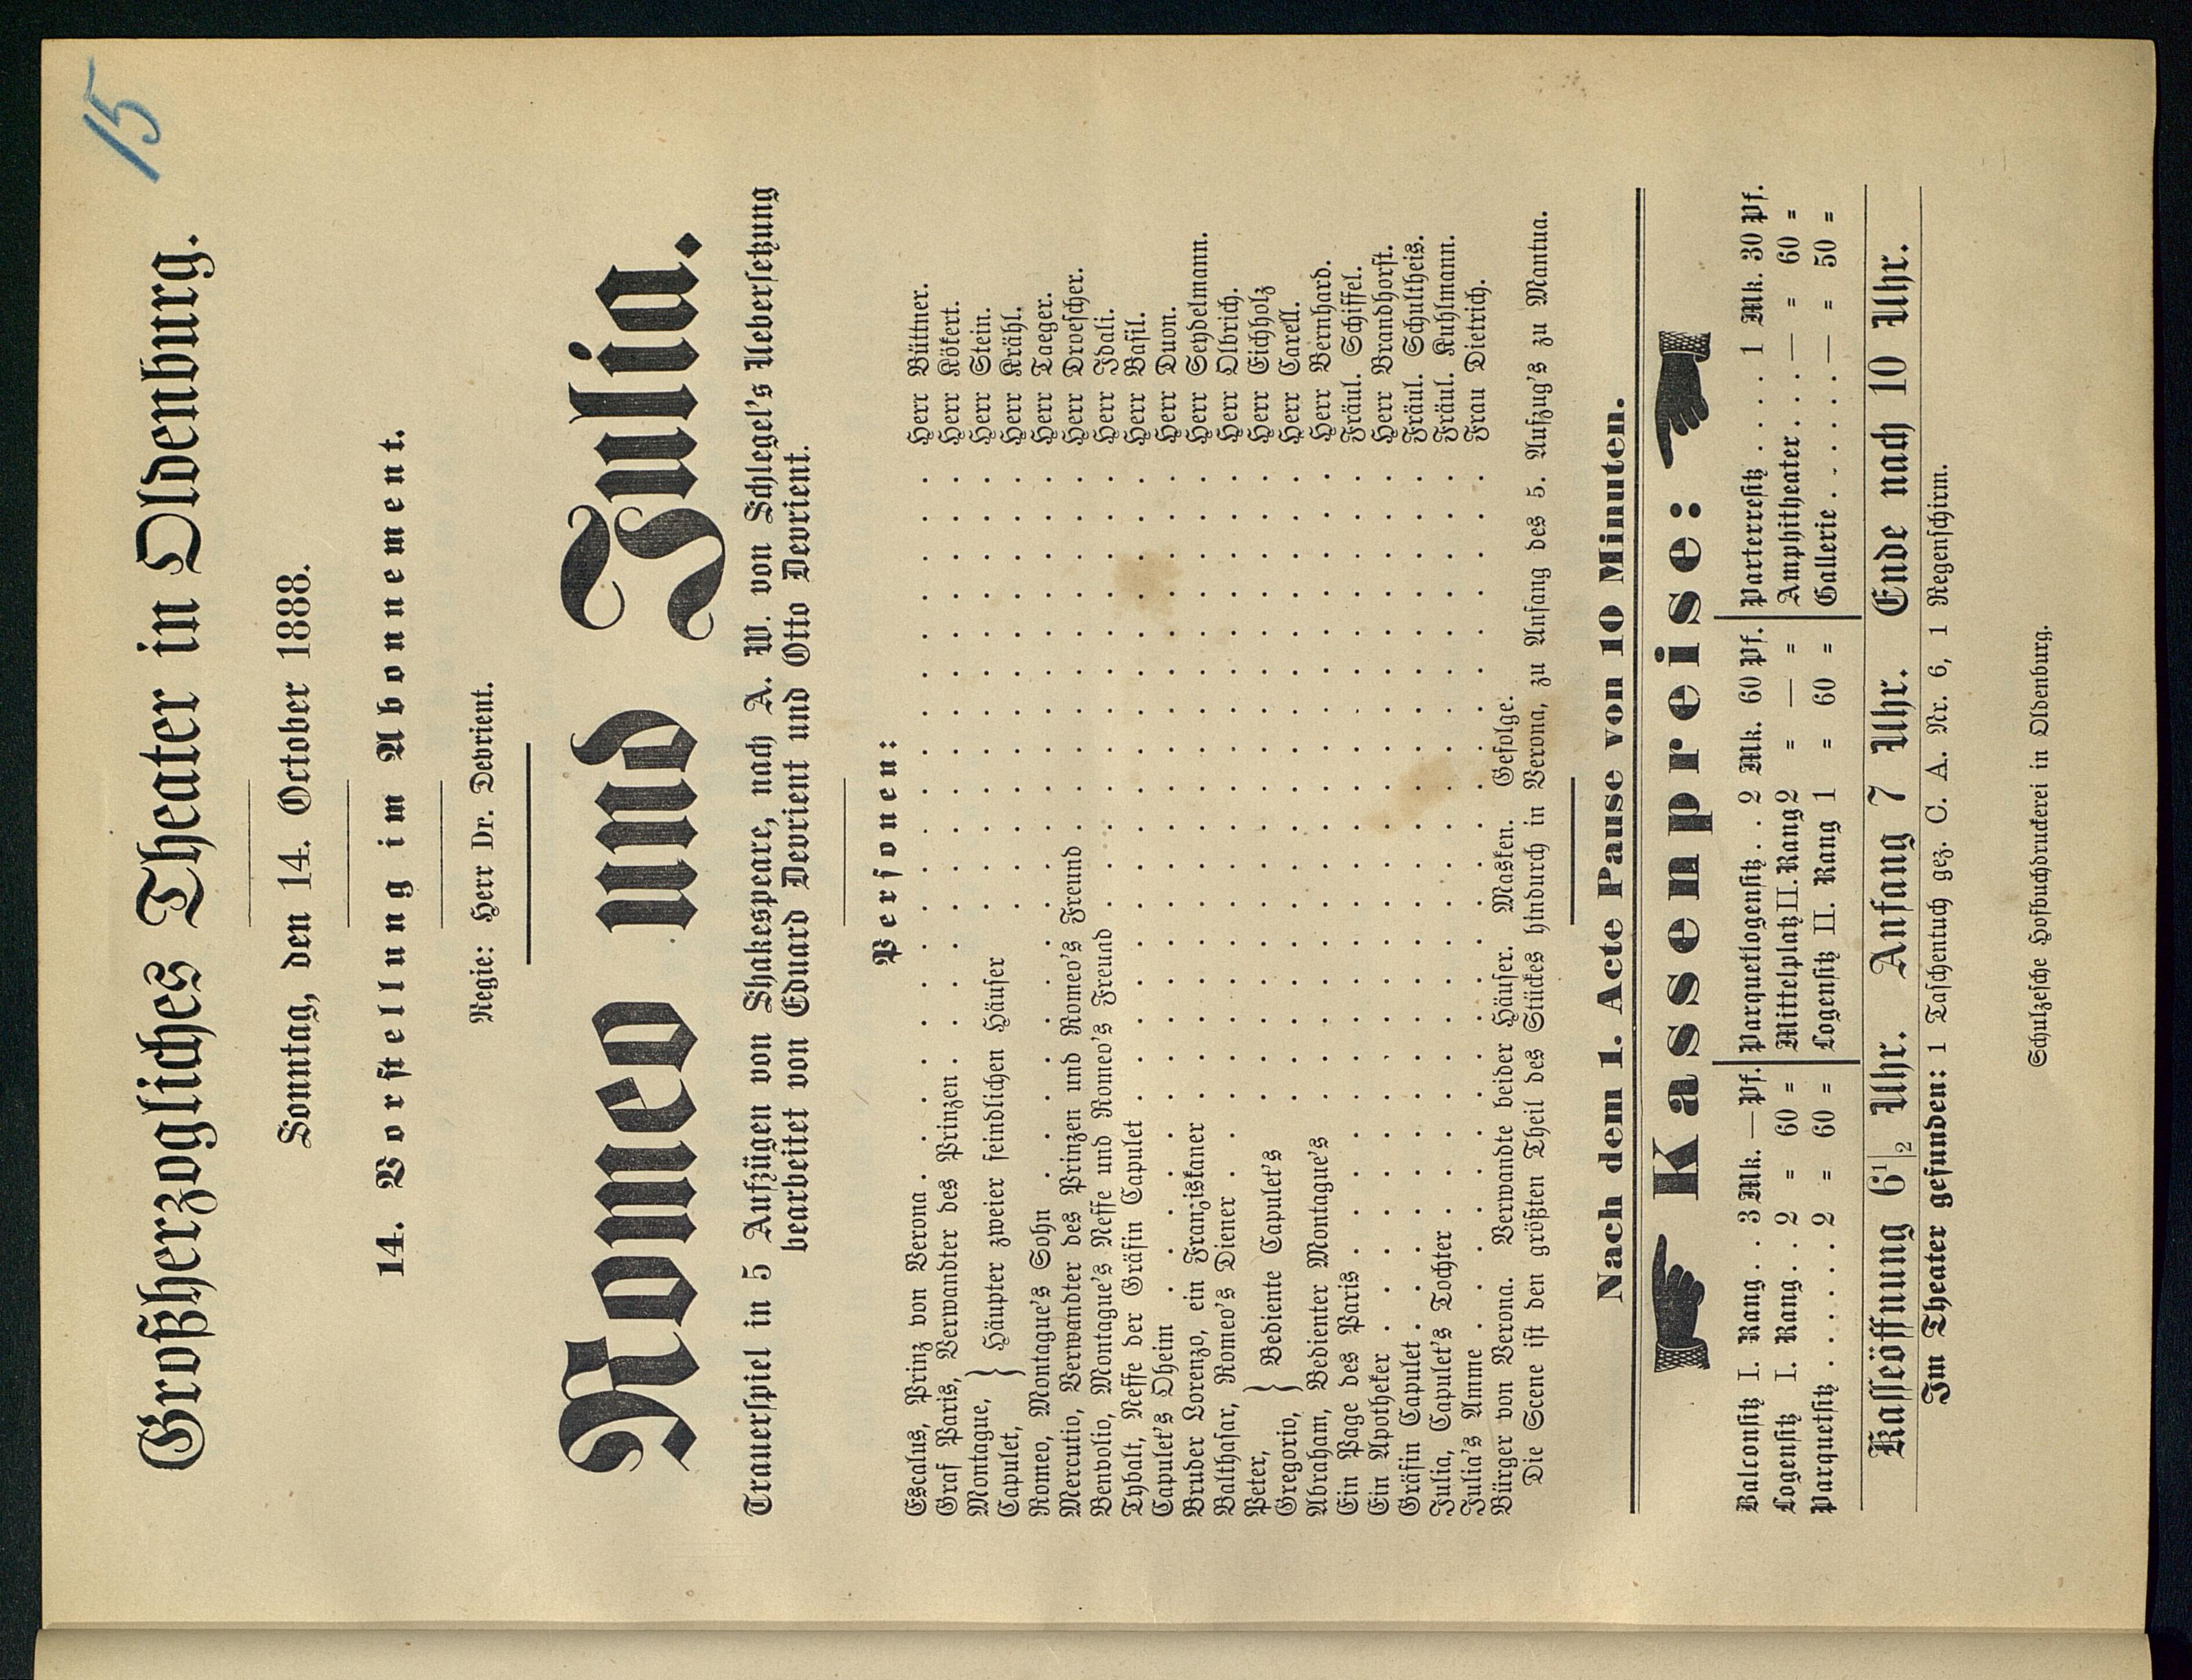 15
Großherzogliches Theater in Oldenburg.
Sonntag, den 14. October 1888.
14. Vorstellung im Abonnement.
Regie: Herr Dr. Devrient.
Romeo und Julia.
Trauerspiel in 5 Aufzügen von Shakespeare, nach A. W. von Schlegel's Uebersetzung
bearbeitet von Eduard Devrient und Otto Devrient.
Personen:
Escalus, Prinz von Verona . . . . . . . . . . Herr Büttner.
Graf Paris, Verwandter des Prinzen . . . . . . . . . . Herr Kökert.
Montague, } Häupter zweier feindlichen Häuser . . . . . . . . . . Herr Stein.
Capulet, . . . . . . . . . . Herr Krähl.
Romeo, Montague's Sohn . . . . . . . . . . Herr Taeger.
Mercutio, Verwandter des Prinzen und Romeo's Freund . . . . . . . . . . Herr Droescher.
Benvolio, Montague's Neffe und Romeo's Freund . . . . . . . . . . Herr Idali.
Tybalt, Neffe der Gräfin Capulet . . . . . . . . . . Herr Basil.
Capulet's Oheim . . . . . . . . . . Herr Duon.
Bruder Lorenzo, ein Franziskaner . . . . . . . . . . Herr Seydelmann.
Balthasar, Romeo's Diener . . . . . . . . . . Herr Olbrich.
Peter, } Bediente Capulet's . . . . . . . . . . Herr Eichholz
Gregorio, . . . . . . . . . . Herr Carell.
Abraham, Bedienter Montague's . . . . . . . . . . Herr Bernhard.
Ein Page des Paris . . . . . . . . . . Fräul. Schiffel.
Ein Apotheker . . . . . . . . . . Herr Brandhorst.
Gräfin Capulet . . . . . . . . . . Fräul. Schultheis.
Julia, Capulet's Tochter . . . . . . . . . . Fräul. Kuhlmann.
Julia's Amme . . . . . . . . . . Frau Dietrich.
Bürger von Verona. Verwandte beider Häuser. Masken. Gefolge.
Die Scene ist den größten Theil des Stückes hindurch in Verona, zu Anfang des 5. Aufzug's zu Mantua.
Nach dem 1. Acte Pause von 10 Minuten.
Kassenpreise:
Balconsitz I. Rang . . 3 Mk. — Pf. Parquetlogensitz . . 2 Mk. 60 Pf. Parterresitz . . . . 1 Mk. 30 Pf.
Logensitz I. Rang . . 2 = 60 = Mittelplatz II. Rang 2 = — = Amphitheater . . . — = 60 =
Parquetsitz . . . . . 2 = 60 = Logensitz II. Rang 1 = 60 = Gallerie . . . . . . — = 50 =
Kasseöffnung 6 1/2 Uhr. Anfang 7 Uhr. Ende nach 10 Uhr.
Im Theater gefunden: 1 Taschentuch gez. C. A. Nr. 6, 1 Regenschirm.
Schulzesche Hofbuchdruckerei in Oldenburg.